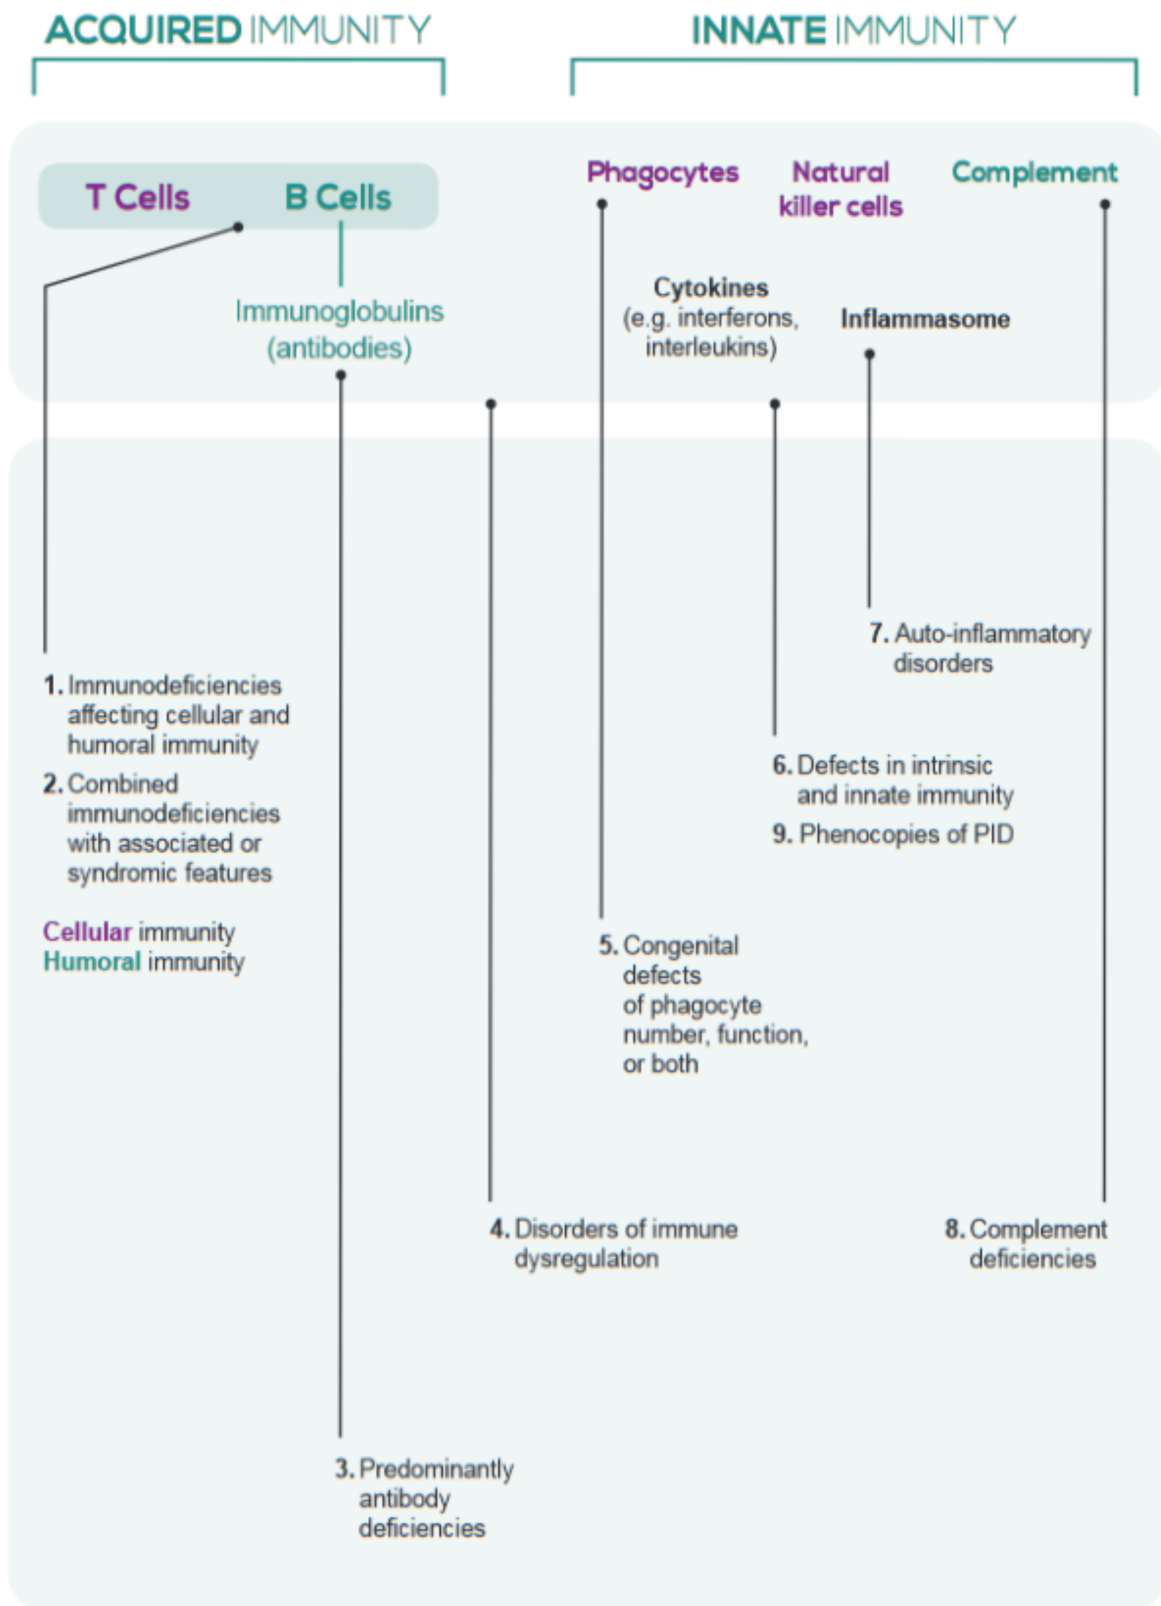 ACQUIRED IMMUNITY
INNATE IMMUNITY
T Cells
B Cells
Immunoglobulins
(antibodies)
Phagocytes
Natural
killer cells
Complement
Cytokines
(e.g. interferons,
interleukins)
Inflammasome
1. Immunodeficiencies
affecting cellular and
humoral immunity
2. Combined
immunodeficiencies
with associated or
syndromic features
Cellular immunity
Humoral immunity
3. Predominantly
antibody
deficiencies
4. Disorders of immune
dysregulation
5. Congenital
defects
of phagocyte
number, function,
or both
6. Defects in intrinsic
and innate immunity
9. Phenocopies of PID
7. Auto-inflammatory
disorders
8. Complement
deficiencies